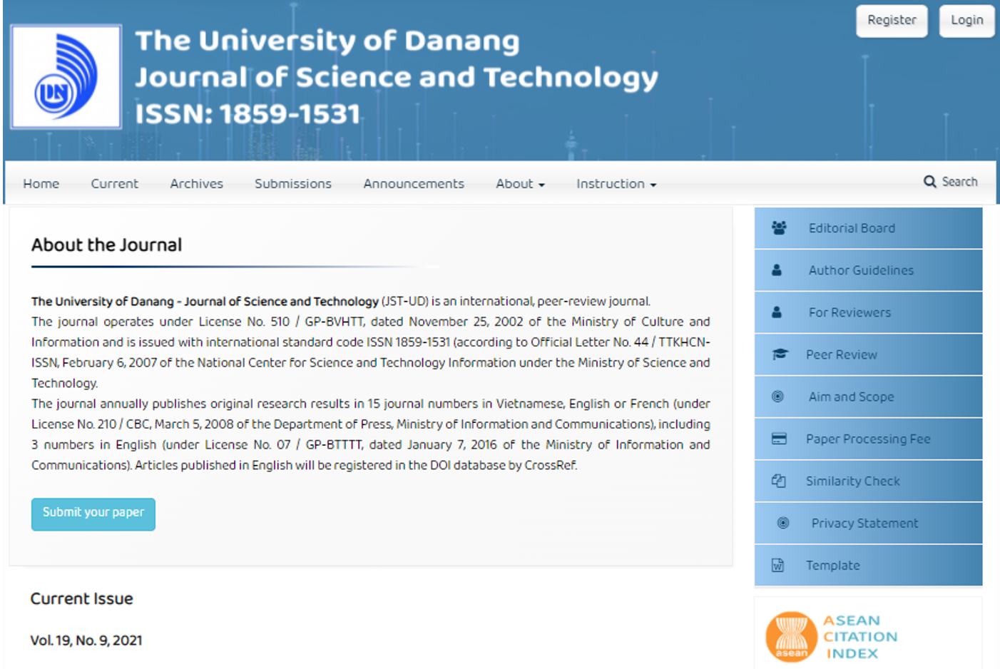 Register
Login
DN
The University of Danang
Journal of Science and Technology
ISSN: 1859-1531
Home
Current
Archives
Submissions
Announcements
About
Instruction
Search
About the Journal
The University of Danang - Journal of Science and Technology (JST-UD) is an international, peer-review journal.
The journal operates under License No. 510 / GP-BVHTT, dated November 25, 2002 of the Ministry of Culture and
Information and is issued with international standard code ISSN 1859-1531 (according to Official Letter No. 44 / TTKHCN-
ISSN, February 6, 2007 of the National Center for Science and Technology Information under the Ministry of Science and
Technology.
The journal annually publishes original research results in 15 journal numbers in Vietnamese, English or French (under
License No. 210 / CBC, March 5, 2008 of the Department of Press, Ministry of Information and Communications), including
3 numbers in English (under License No. 07 / GP-BTTTT, dated January 7, 2016 of the Ministry of Information and
Communications). Articles published in English will be registered in the DOI database by CrossRef.
Submit your paper
Current Issue
Vol. 19, No. 9, 2021
Editorial Board
Author Guidelines
For Reviewers
Peer Review
Aim and Scope
Paper Processing Fee
Similarity Check
Privacy Statement
Template
asean
ASEAN
CITATION
INDEX